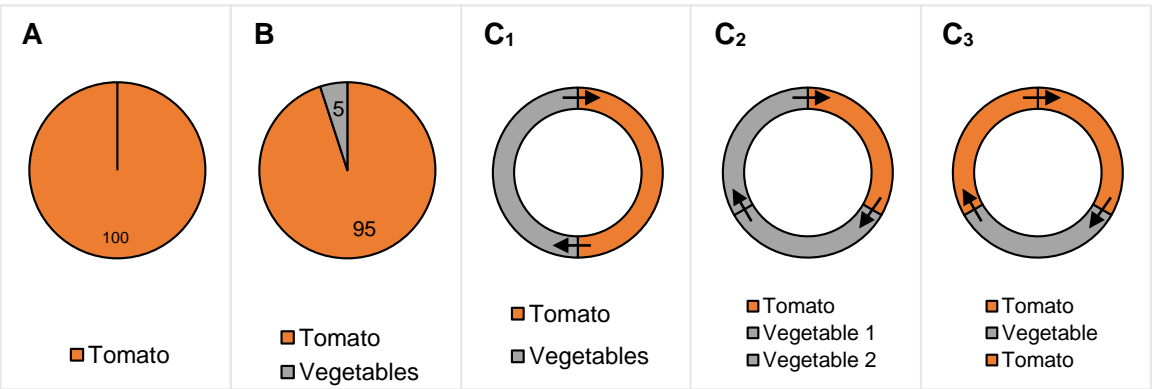 A
100
Tomato
B
5
95
Tomato
Vegetables
C1
Tomato
Vegetables
C2
Tomato
Vegetable 1
Vegetable 2
C3
Tomato
Vegetable
Tomato